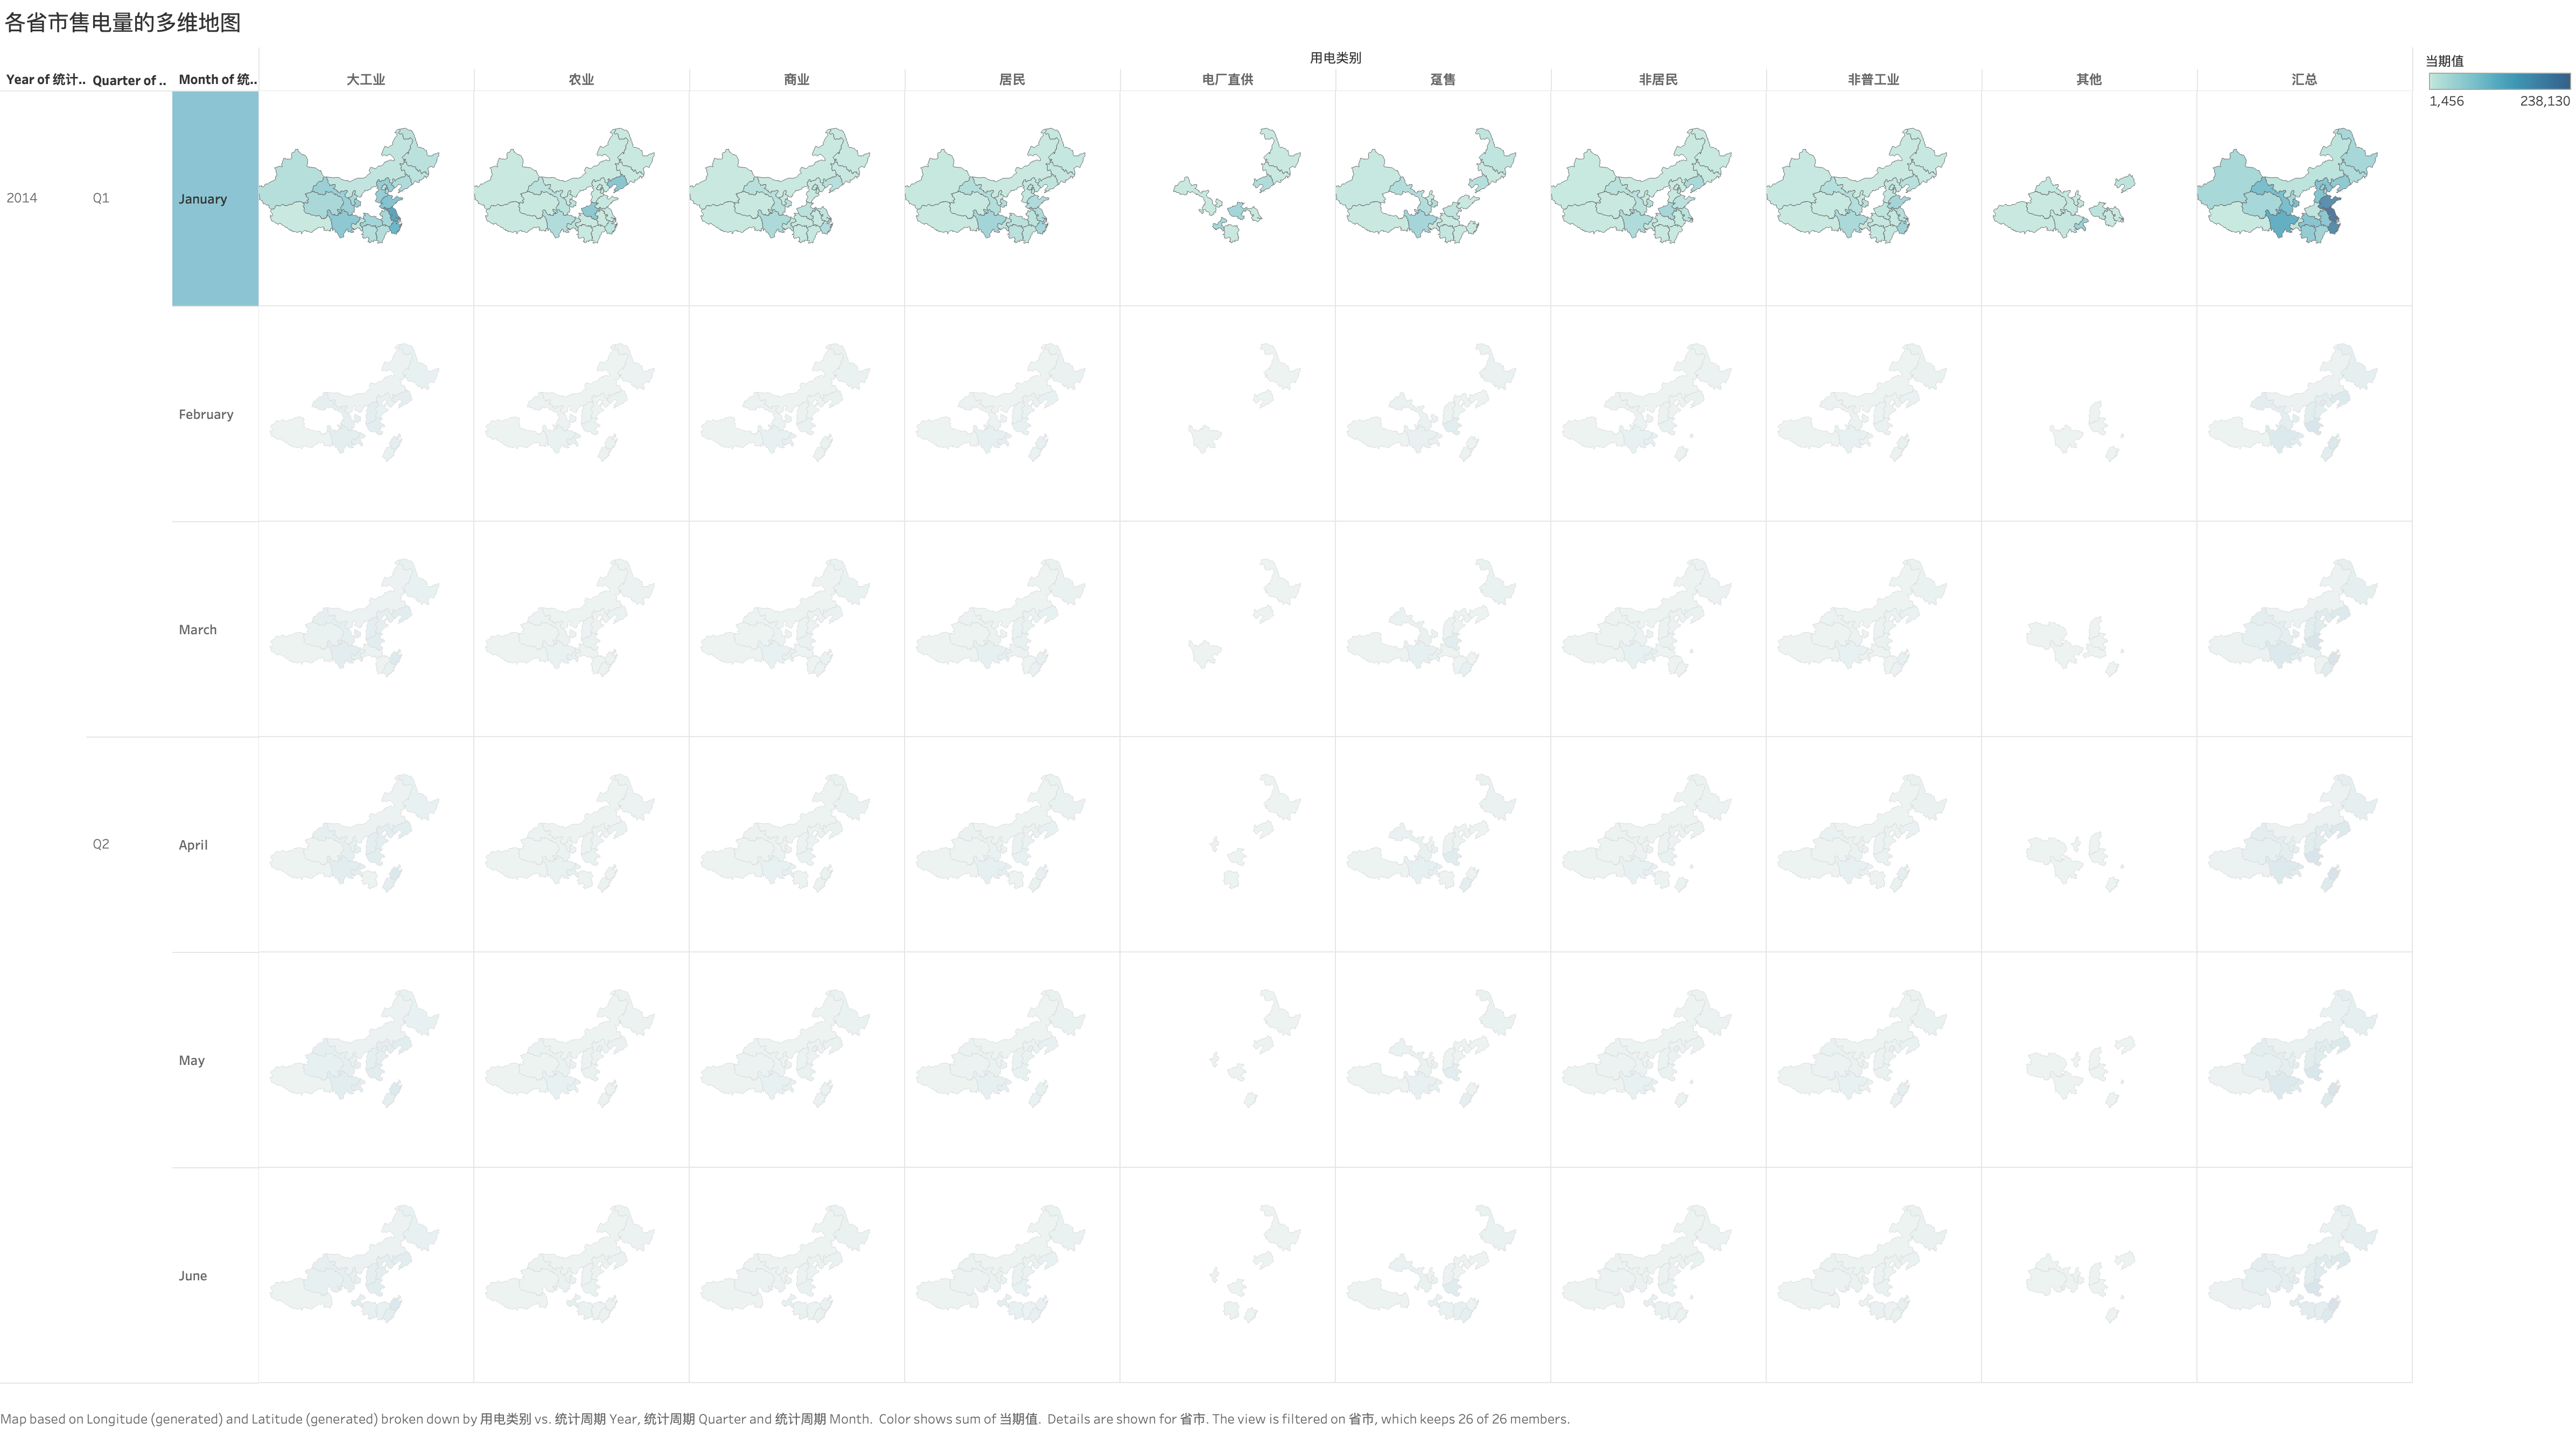 各省市售电量的多维地图
用电类别
Year of 统计.. Quarter of .. Month of 统.. 大工业 农业 商业 居民 电厂直供 趸售 非居民 非普工业 其他 汇总
当期值
1,456 238,130
2014 Q1 January
February
March
Q2 April
May
June
Map based on Longitude (generated) and Latitude (generated) broken down by 用电类别 vs. 统计周期 Year, 统计周期 Quarter and 统计周期 Month. Color shows sum of 当期值. Details are shown for 省市. The view is filtered on 省市, which keeps 26 of 26 members.